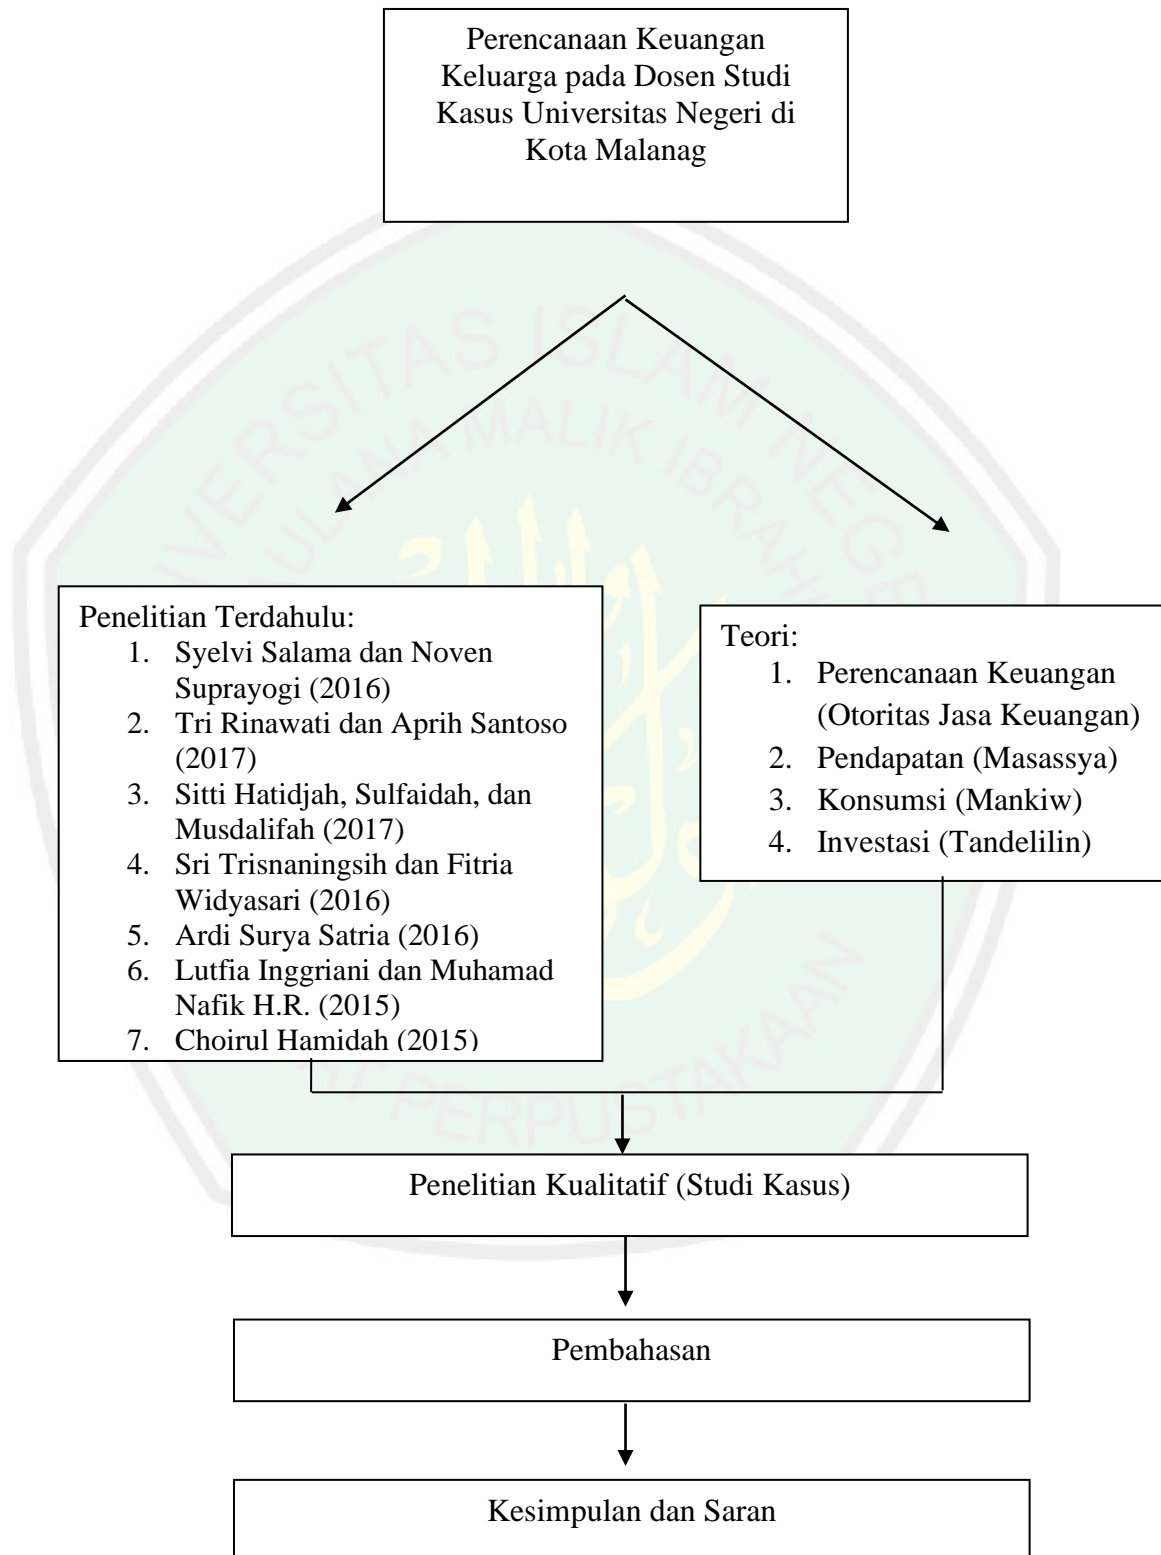 Perencanaan Keuangan
Keluarga pada Dosen Studi
Kasus Universitas Negeri di
Kota Malanag
Penelitian Terdahulu:
1. Syelvi Salama dan Noven
Suprayogi (2016)
2. Tri Rinawati dan Aprih Santoso
(2017)
3. Sitti Hatidjah, Sulfaidah, dan
Musdalifah (2017)
4. Sri Trisnaningsih dan Fitria
Widyasari (2016)
5. Ardi Surya Satria (2016)
6. Lutfia Inggriani dan Muhamad
Nafik H.R. (2015)
7. Choirul Hamidah (2015)
Teori:
1. Perencanaan Keuangan
(Otoritas Jasa Keuangan)
2. Pendapatan (Masassya)
3. Konsumsi (Mankiw)
4. Investasi (Tandelilin)
Penelitian Kualitatif (Studi Kasus)
Pembahasan
Kesimpulan dan Saran